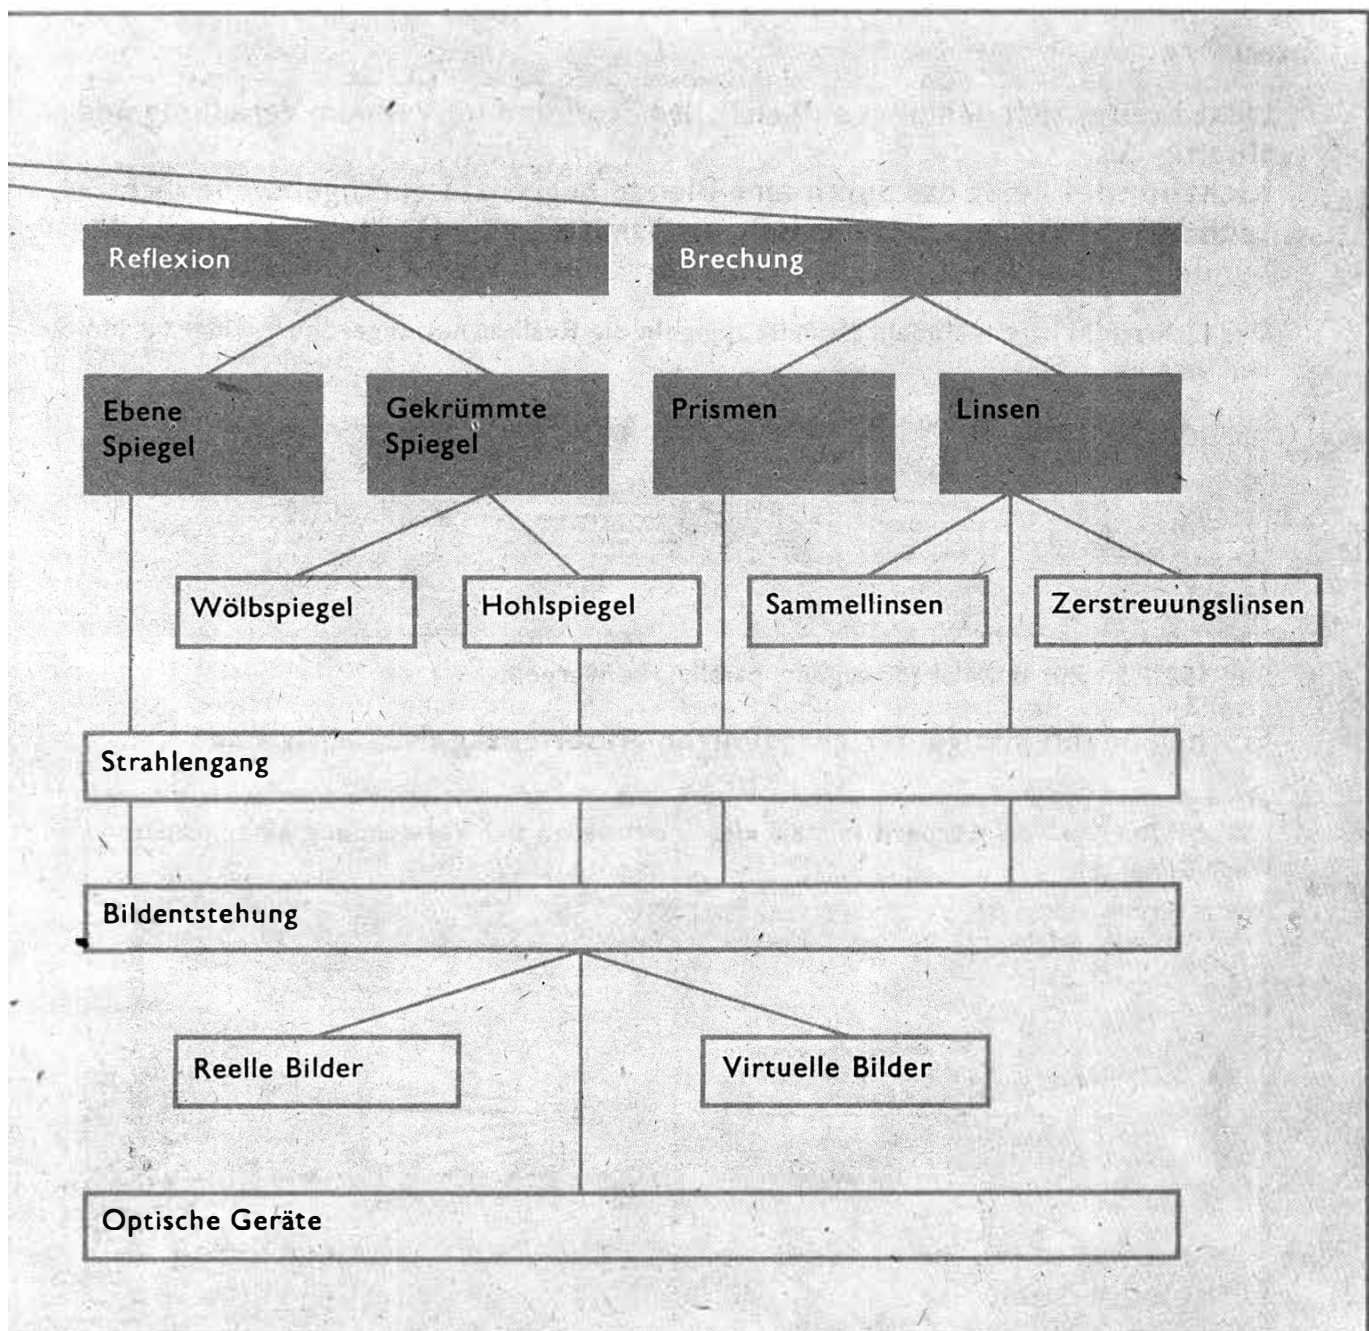 Reflexion
Brechung
Ebene
Spiegel
Gekrümmte
Spiegel
Prismen
Linsen
Wölbspiegel
Hohlspiegel
Sammellinsen
Zerstreuungslinsen
Strahlengang
Bildentstehung
Reelle Bilder
Virtuelle Bilder
Optische Geräte